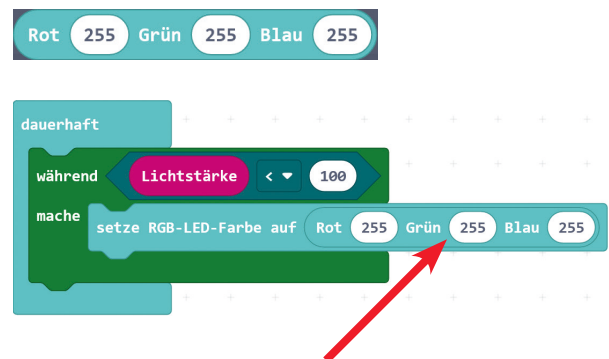 Rot 255 Grün 255 Blau 255
dauerhaft
während Lichtstärke < 100
mache
setze RGB-LED-Farbe auf Rot 255 Grün 255 Blau 255